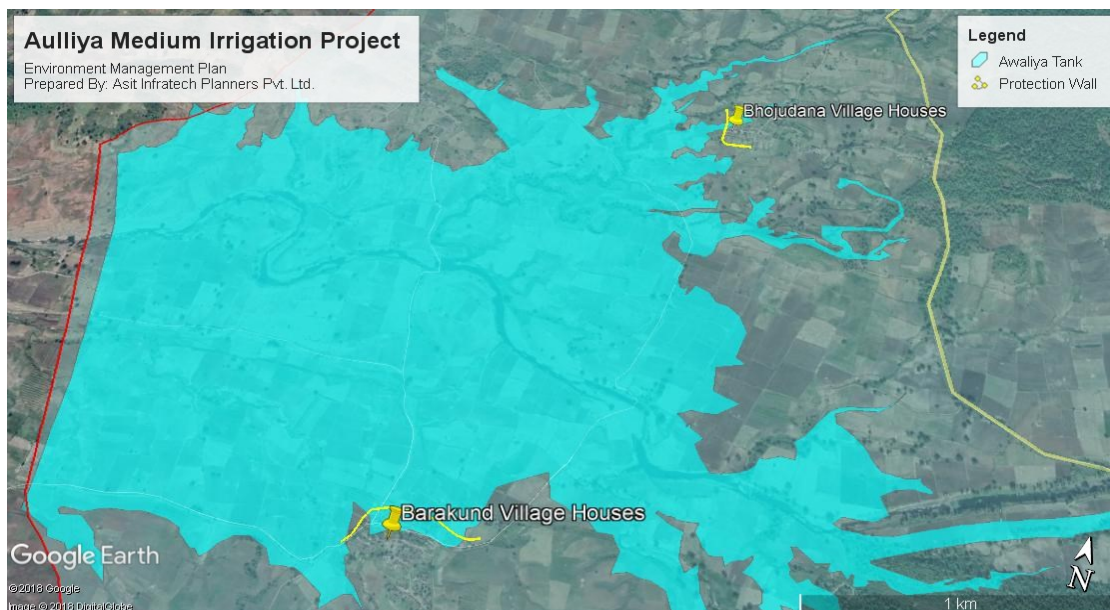 Aulliya Medium Irrigation Project
Environment Management Plan
Prepared By: Asit Infratech Planners Pvt. Ltd.
Legend
Awaliya Tank
Protection Wall
Bhojudana Village Houses
Barakund Village Houses
Google Earth
©2018 Google
Image © 2018 DigitalGlobe
1 km
N